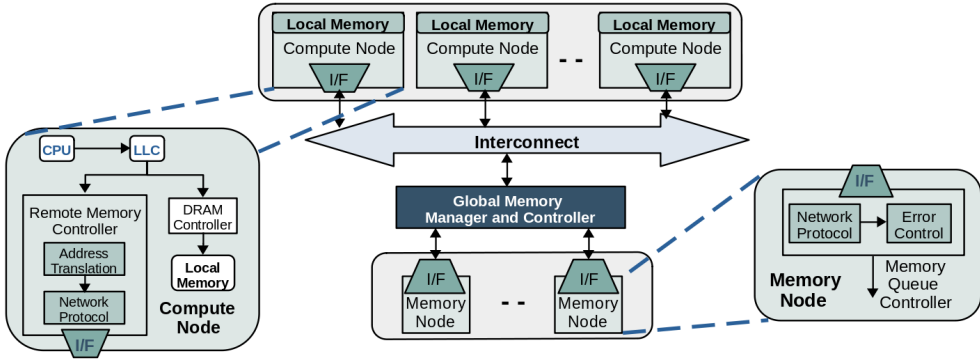 Local Memory
Compute Node
I/F
Local Memory
Compute Node
I/F
- -
Local Memory
Compute Node
I/F
Interconnect
Global Memory
Manager and Controller
I/F
Memory
Node
- -
I/F
Memory
Node
CPU
LLC
Remote Memory
Controller
Address
Translation
Network
Protocol
I/F
DRAM
Controller
Local
Memory
Compute
Node
I/F
Network
Protocol
Error
Control
Memory
Node
Memory
Queue
Controller